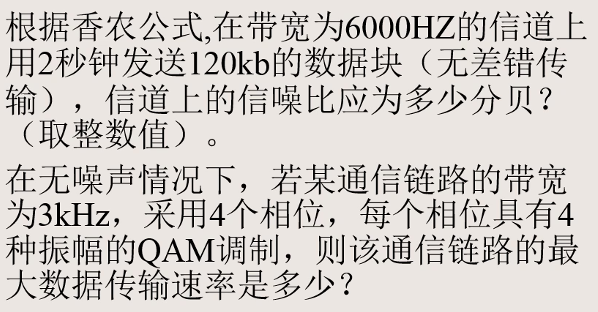 根据香农公式,在带宽为6000HZ的信道上
用2秒钟发送120kb的数据块（无差错传
输），信道上的信噪比应为多少分贝？
（取整数值）。
在无噪声情况下，若某通信链路的带宽
为3kHz，采用4个相位，每个相位具有4
种振幅的QAM调制，则该通信链路的最
大数据传输速率是多少？